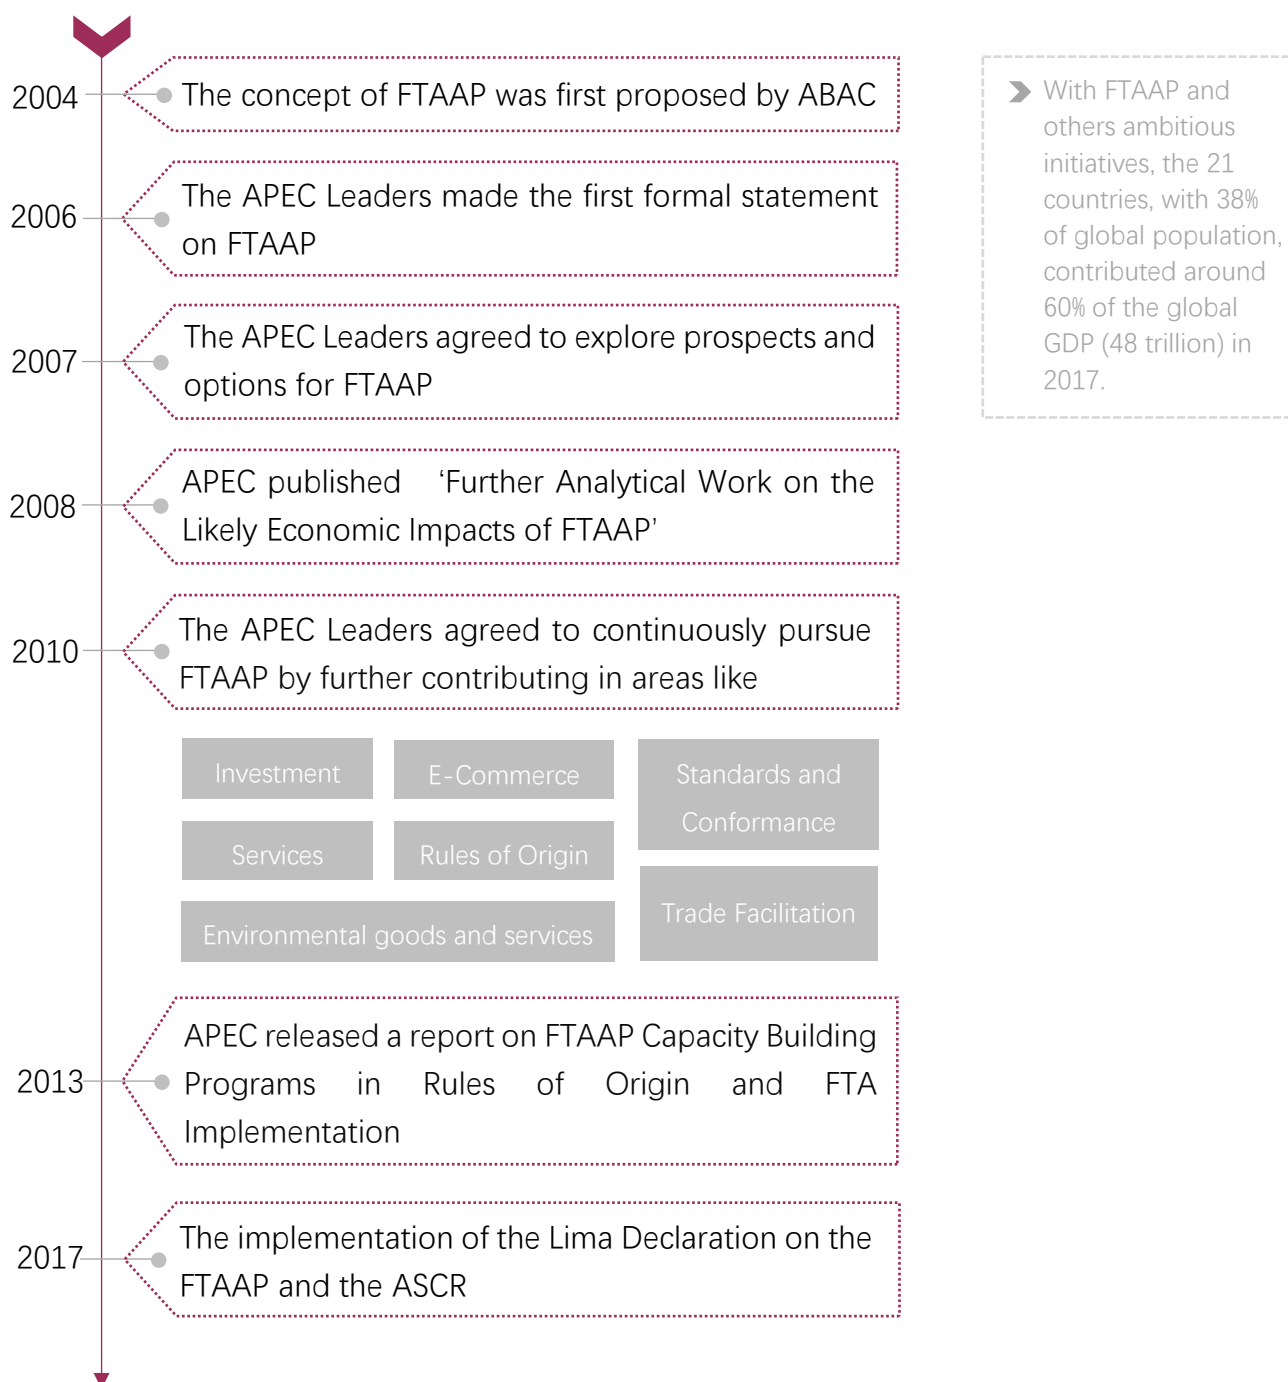 2004
The concept of FTAAP was first proposed by ABAC
2006
The APEC Leaders made the first formal statement
on FTAAP
2007
The APEC Leaders agreed to explore prospects and
options for FTAAP
2008
APEC published ‘Further Analytical Work on the
Likely Economic Impacts of FTAAP’
2010
The APEC Leaders agreed to continuously pursue
FTAAP by further contributing in areas like
Investment
E-Commerce
Standards and
Conformance
Services
Rules of Origin
Trade Facilitation
Environmental goods and services
2013
APEC released a report on FTAAP Capacity Building
Programs in Rules of Origin and FTA
Implementation
2017
The implementation of the Lima Declaration on the
FTAAP and the ASCR
With FTAAP and
others ambitious
initiatives, the 21
countries, with 38%
of global population,
contributed around
60% of the global
GDP (48 trillion) in
2017.